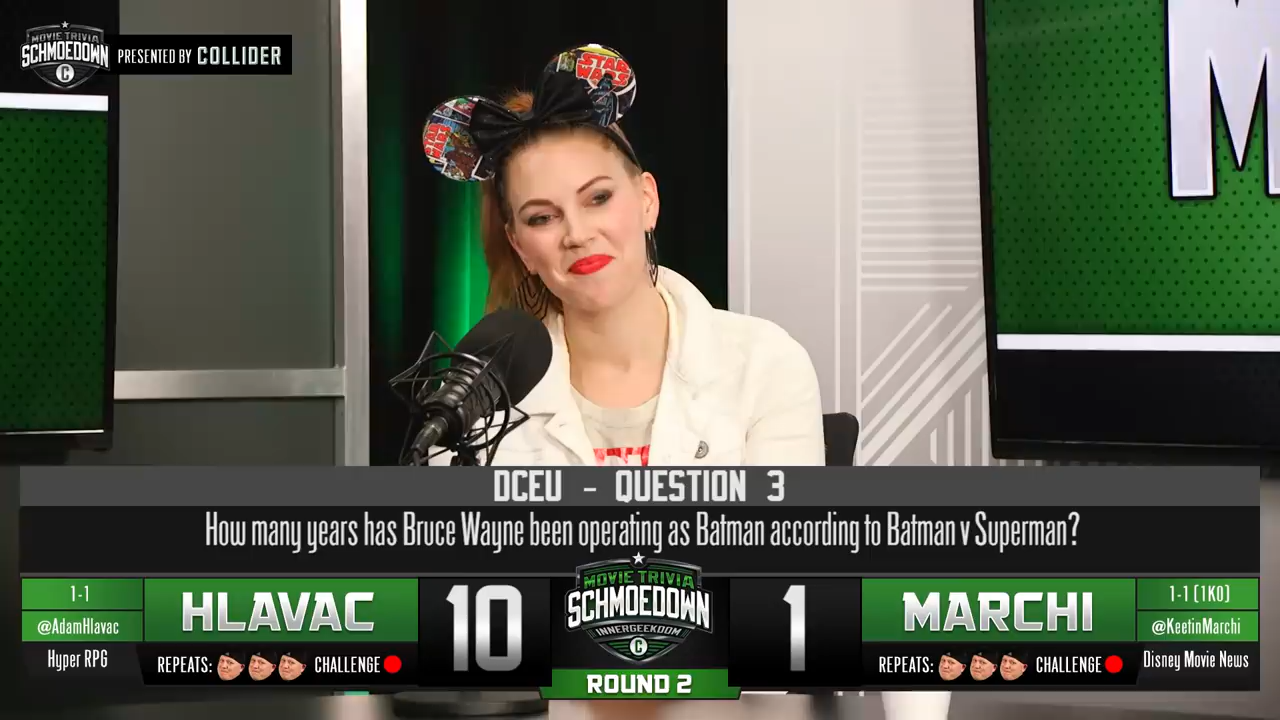 MOVIE TRIVIA
SCHMOEDOWN
C
PRESENTED BY COLLIDER
STAR
WARS
M
DCEU - QUESTION 3
How many years has Bruce Wayne been operating as Batman according to Batman v Superman?
1-1
@AdamHlavac
Hyper RPG
HLAVAC
REPEATS:
CHALLENGE
10
MOVIE TRIVIA
SCHMOEDOWN
INNERGEEKDOM
C
ROUND 2
1
MARCHI
REPEATS:
CHALLENGE
1-1 (1KO)
@KeetinMarchi
Disney Movie News